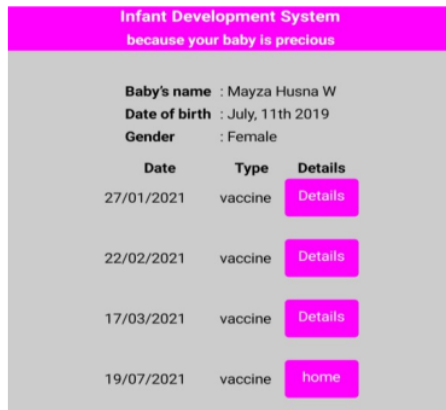 Infant Development System
because your baby is precious
Baby's name : Mayza Husna W
Date of birth : July, 11th 2019
Gender : Female
Date Type Details
27/01/2021 vaccine Details
22/02/2021 vaccine Details
17/03/2021 vaccine Details
19/07/2021 vaccine home